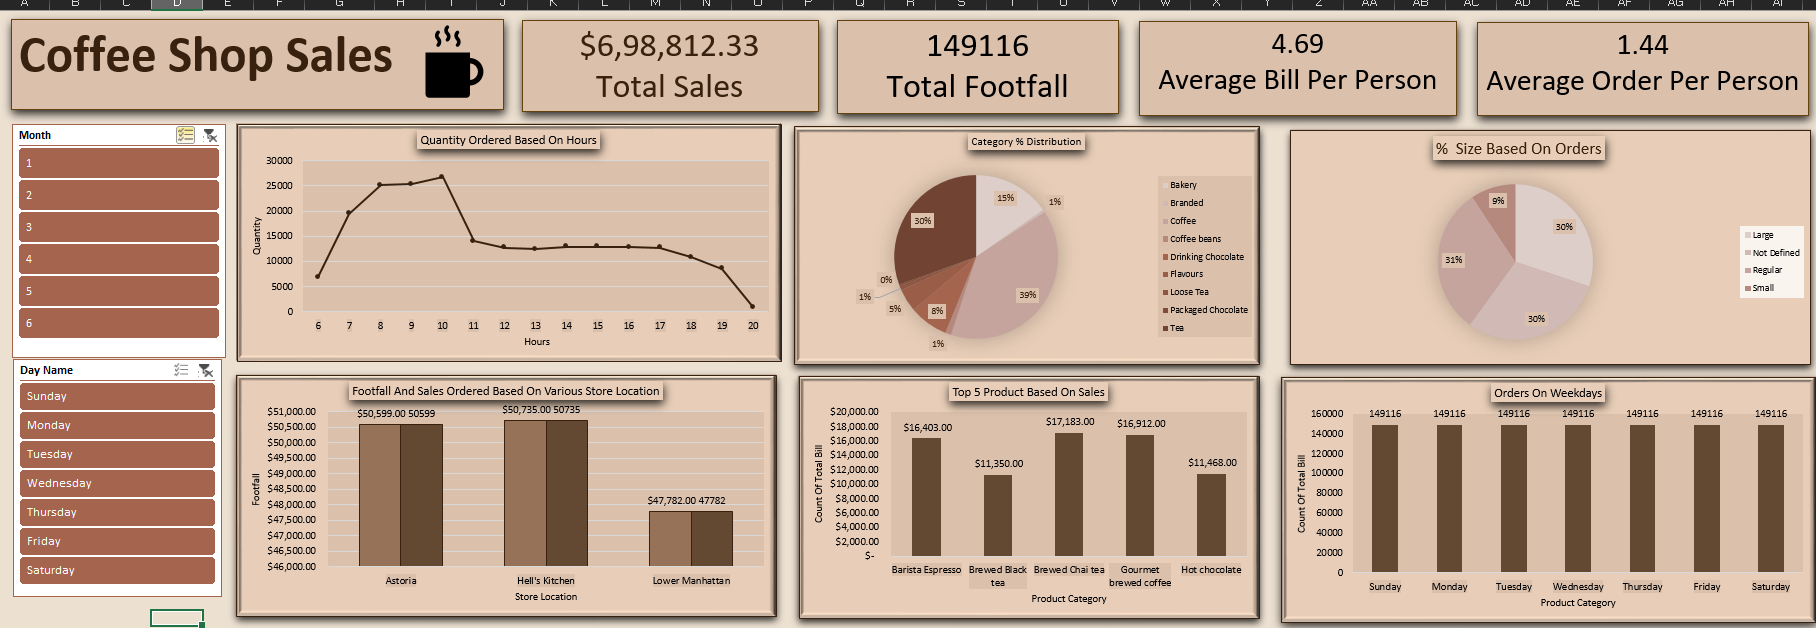 A B C D E F G H I J K L M N O P Q R S T U V W X Y Z AA AB AC AD AE AF AG AH AI
Coffee Shop Sales
$6,98,812.33
Total Sales
149116
Total Footfall
4.69
Average Bill Per Person
1.44
Average Order Per Person
Month
1
2
3
4
5
6
Day Name
Sunday
Monday
Tuesday
Wednesday
Thursday
Friday
Saturday
Quantity Ordered Based On Hours
Quantity
30000
25000
20000
15000
10000
5000
0
6 7 8 9 10 11 12 13 14 15 16 17 18 19 20
Hours
Category % Distribution
15%
1%
39%
1%
8%
5%
1%
0%
30%
Bakery
Branded
Coffee
Coffee beans
Drinking Chocolate
Flavours
Loose Tea
Packaged Chocolate
Tea
% Size Based On Orders
30%
30%
31%
9%
Large
Not Defined
Regular
Small
Footfall And Sales Ordered Based On Various Store Location
Footfall
$51,000.00
$50,500.00
$50,000.00
$49,500.00
$49,000.00
$48,500.00
$48,000.00
$47,500.00
$47,000.00
$46,500.00
$46,000.00
$50,599.00 50599
$50,735.00 50735
$47,782.00 47782
Astoria Hell's Kitchen Lower Manhattan
Store Location
Top 5 Product Based On Sales
Count Of Total Bill
$20,000.00
$18,000.00
$16,000.00
$14,000.00
$12,000.00
$10,000.00
$8,000.00
$6,000.00
$4,000.00
$2,000.00
$-
$16,403.00
$11,350.00
$17,183.00
$16,912.00
$11,468.00
Barista Espresso
Brewed Black
tea
Brewed Chai tea
Gourmet
brewed coffee
Hot chocolate
Product Category
Orders On Weekdays
Count Of Total Bill
160000
140000
120000
100000
80000
60000
40000
20000
0
149116 149116 149116 149116 149116 149116 149116
Sunday Monday Tuesday Wednesday Thursday Friday Saturday
Product Category